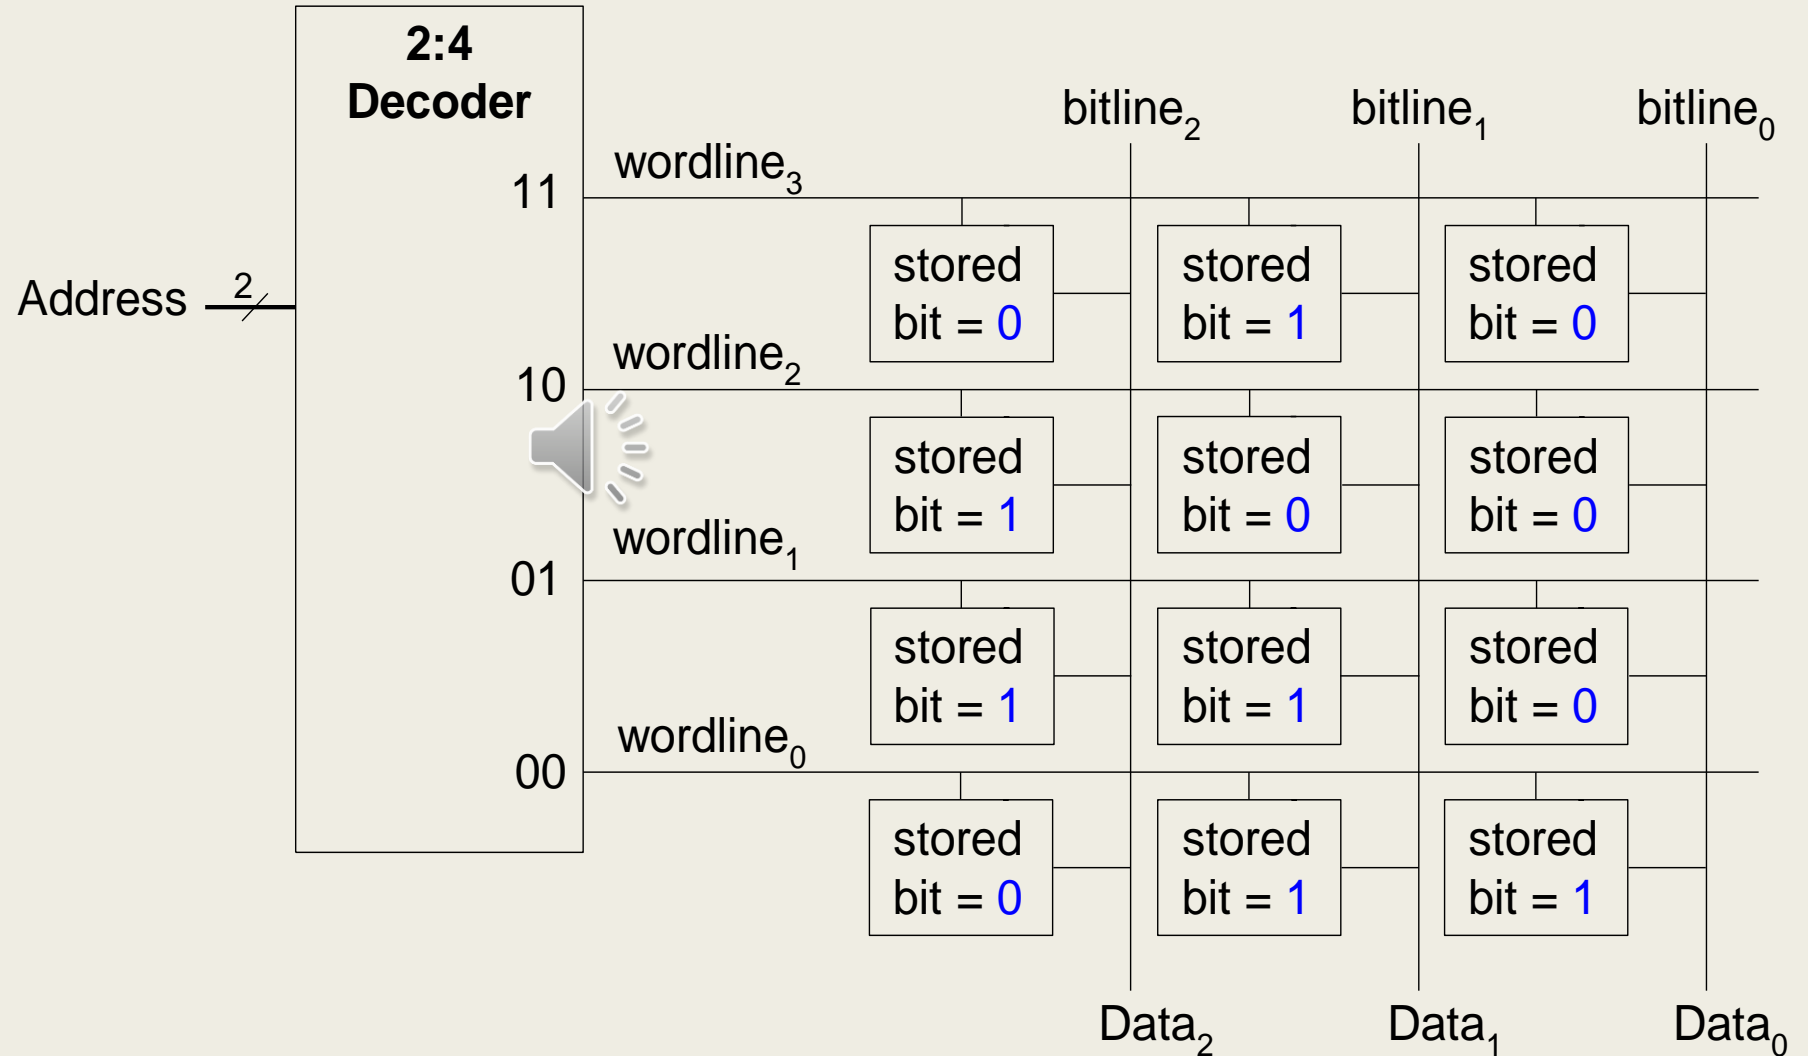 2:4
Decoder
bitline2
bitline1
bitline0
wordline3
11
stored
bit = 0
stored
bit = 1
stored
bit = 0
Address
2
wordline2
10
stored
bit = 1
stored
bit = 0
stored
bit = 0
wordline1
01
stored
bit = 1
stored
bit = 1
stored
bit = 0
wordline0
00
stored
bit = 0
stored
bit = 1
stored
bit = 1
Data2
Data1
Data0